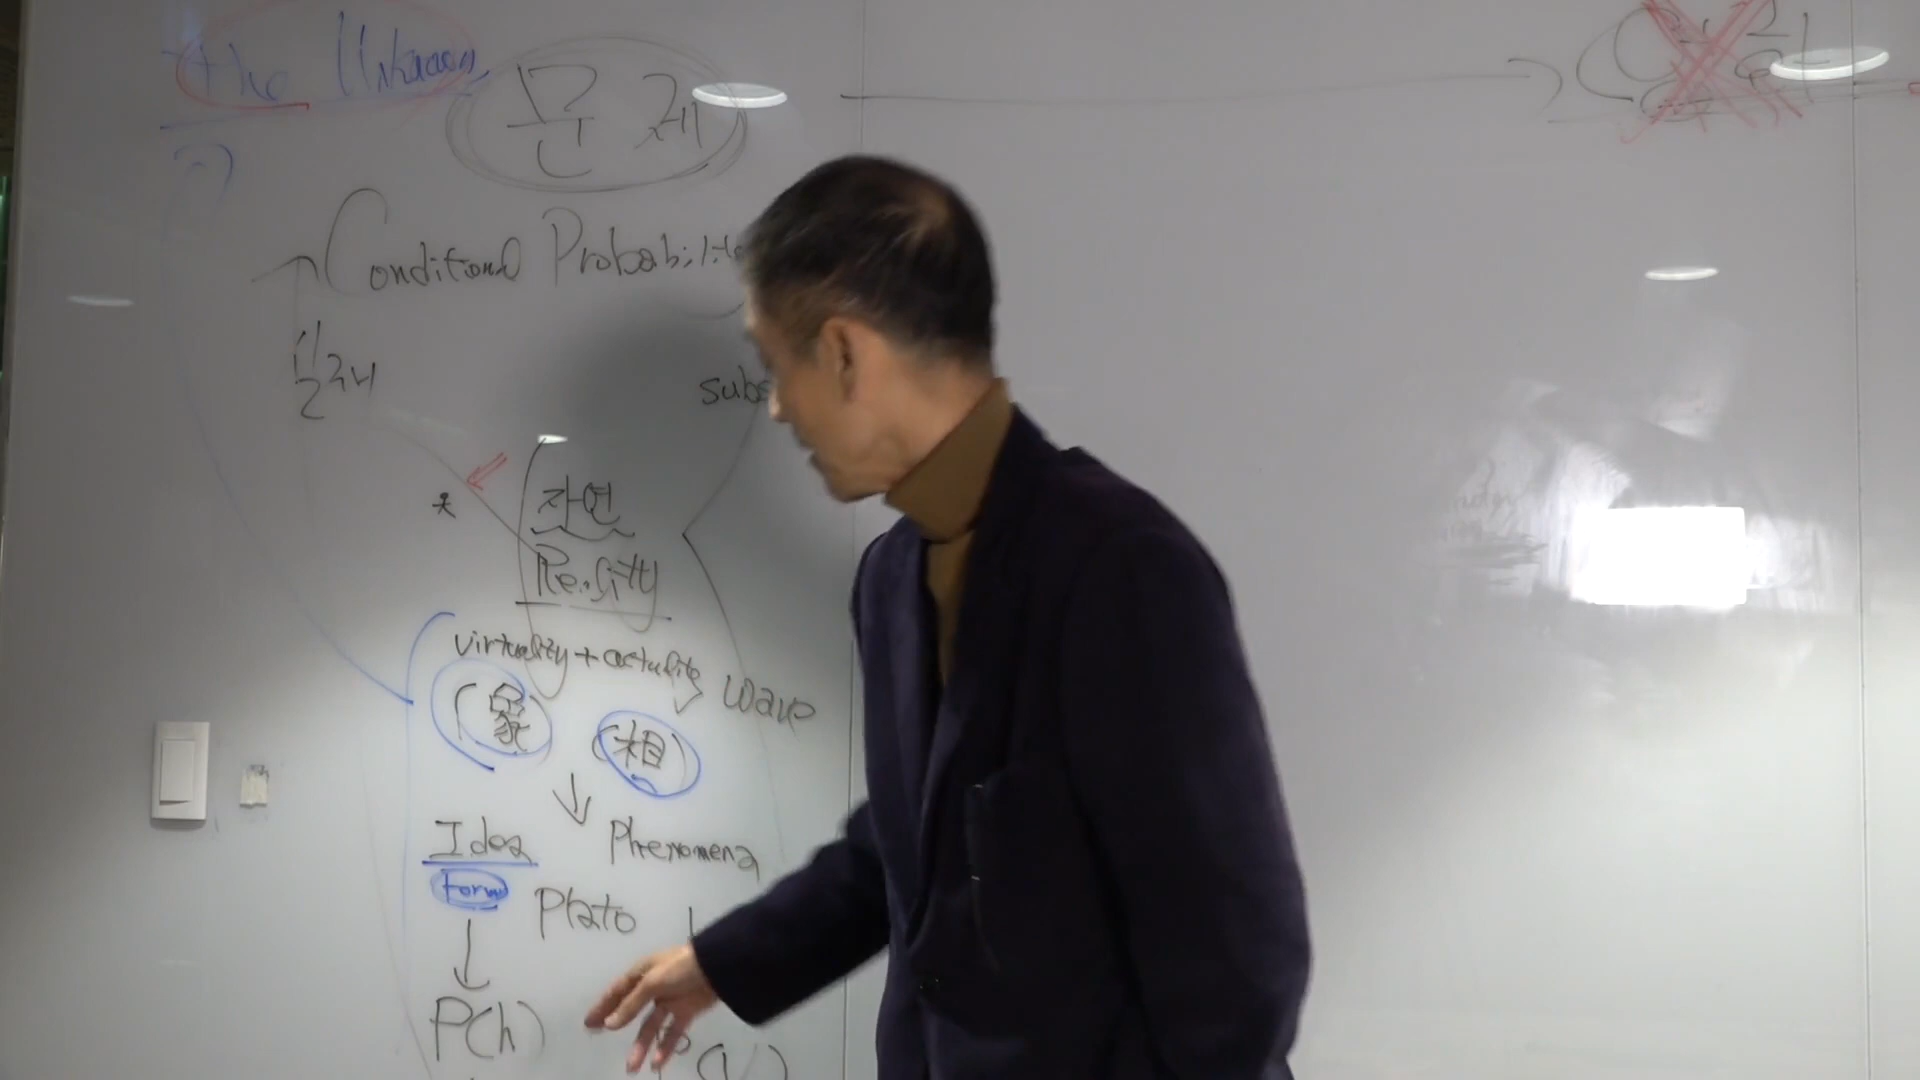 the Unknown 문제
Conditional Probabilit
실재
subs
자연
Reality
virtuality + actuality
wave
(象) (相)
Idea Phenomena
form
Plato
P(h)